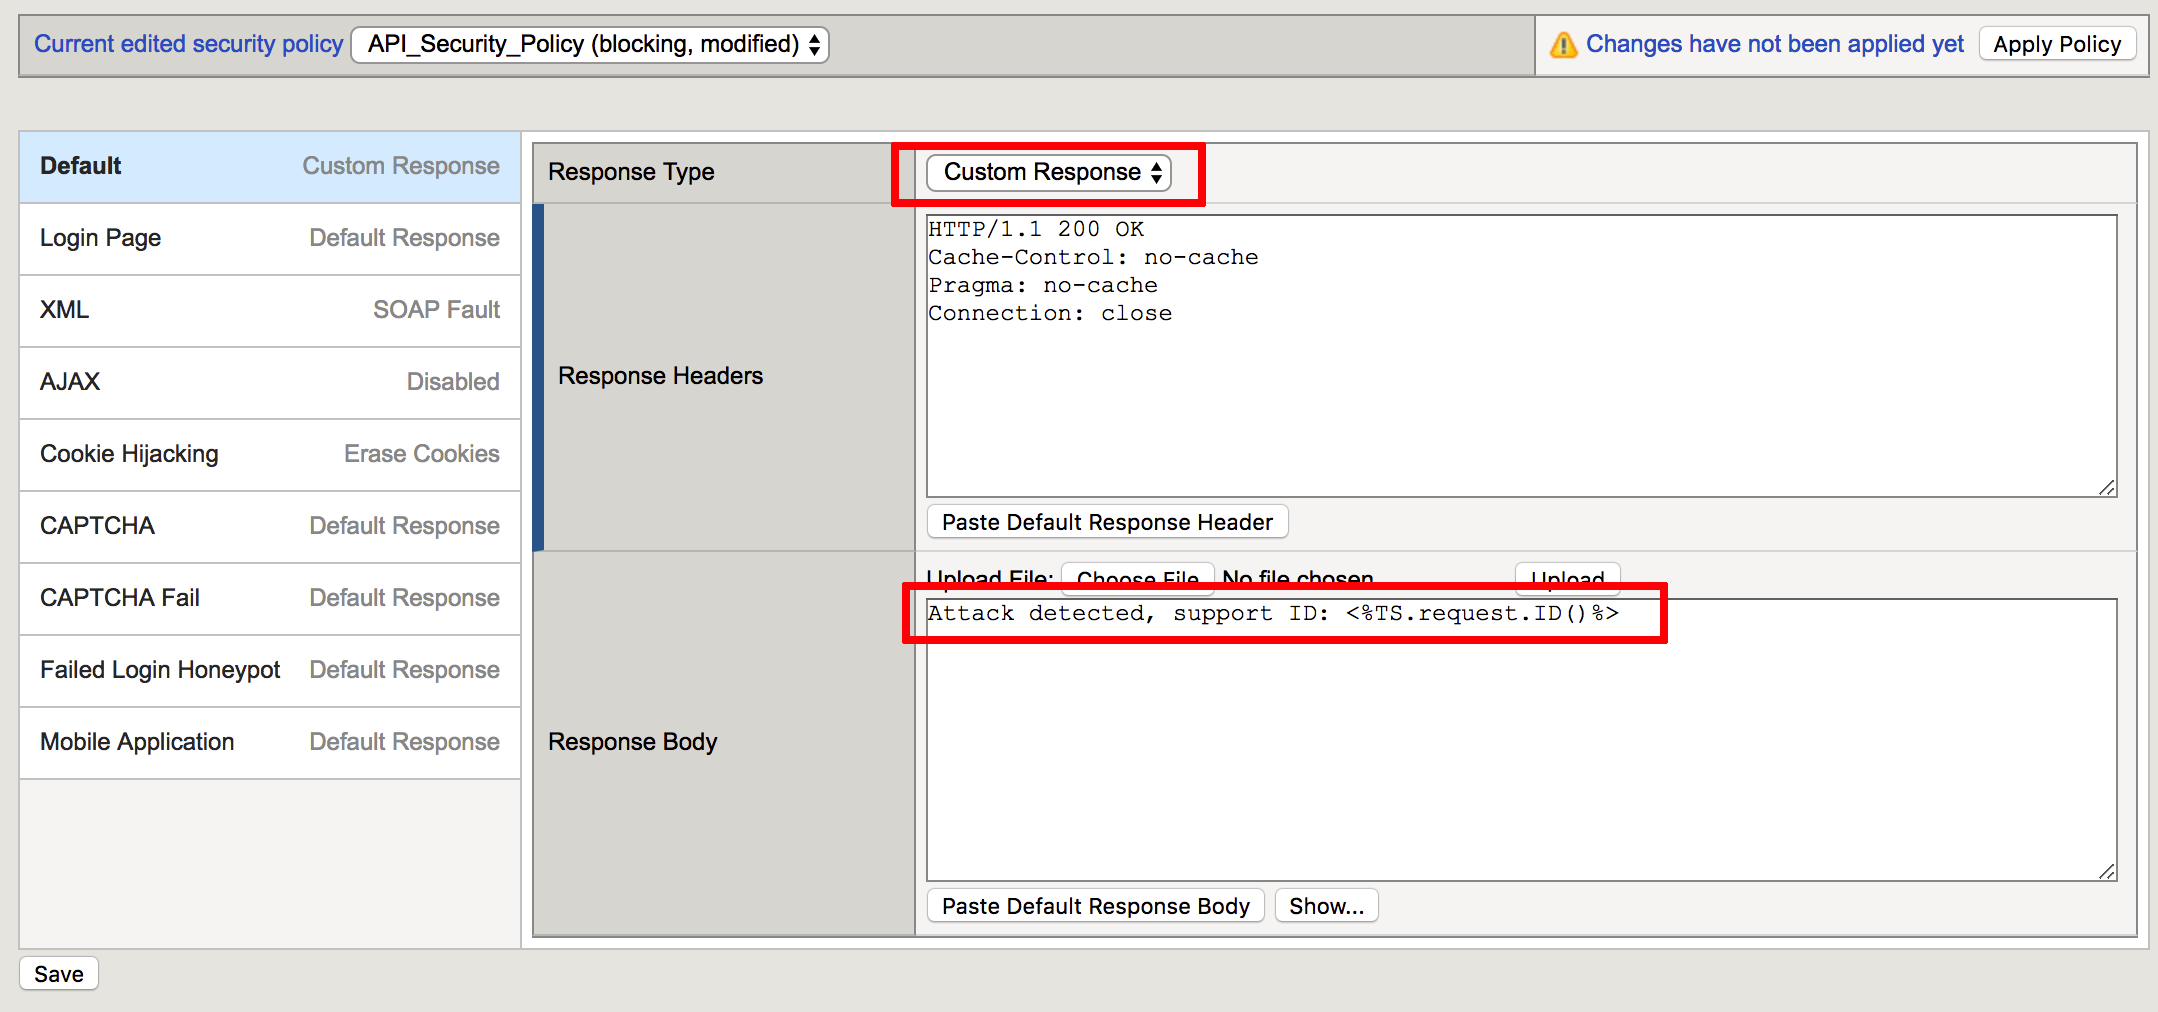 Current edited security policy API_Security_Policy (blocking, modified) Changes have not been applied yet Apply Policy
Default Custom Response
Login Page Default Response
XML SOAP Fault
AJAX Disabled
Cookie Hijacking Erase Cookies
CAPTCHA Default Response
CAPTCHA Fail Default Response
Failed Login Honeypot Default Response
Mobile Application Default Response
Response Type Custom Response
Response Headers
HTTP/1.1 200 OK
Cache-Control: no-cache
Pragma: no-cache
Connection: close
Paste Default Response Header
Response Body
Upload File: Choose File No file chosen Upload
Attack detected, support ID: <%TS.request.ID()%>
Paste Default Response Body Show...
Save